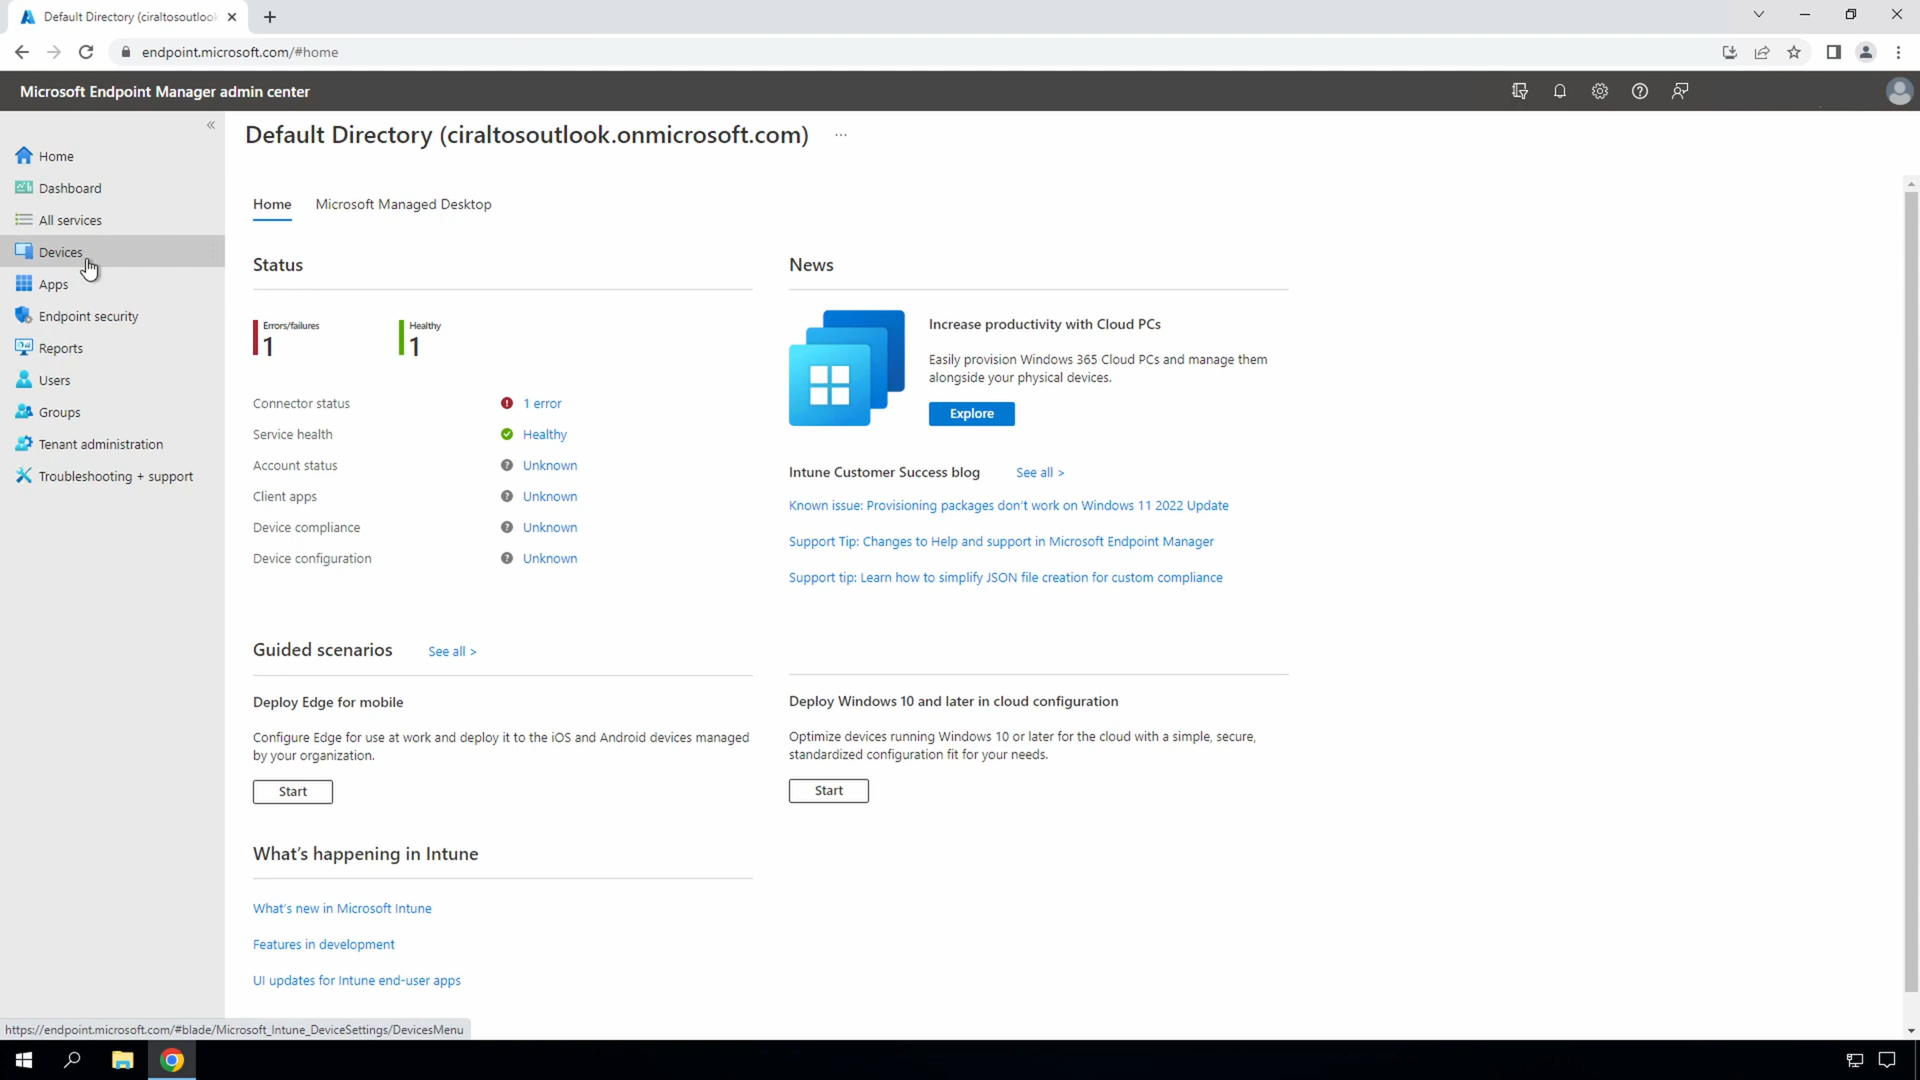 Default Directory (ciraltosoutlook
endpoint.microsoft.com/#home
Microsoft Endpoint Manager admin center
Home
Dashboard
All services
Devices
Apps
Endpoint security
Reports
Users
Groups
Tenant administration
Troubleshooting + support
Default Directory (ciraltosoutlook.onmicrosoft.com) ...
Home Microsoft Managed Desktop
Status
Errors/failures
1
Healthy
1
Connector status 1 error
Service health Healthy
Account status Unknown
Client apps Unknown
Device compliance Unknown
Device configuration Unknown
News
Increase productivity with Cloud PCs
Easily provision Windows 365 Cloud PCs and manage them
alongside your physical devices.
Explore
Intune Customer Success blog See all >
Known issue: Provisioning packages don't work on Windows 11 2022 Update
Support Tip: Changes to Help and support in Microsoft Endpoint Manager
Support tip: Learn how to simplify JSON file creation for custom compliance
Guided scenarios See all >
Deploy Edge for mobile
Configure Edge for use at work and deploy it to the iOS and Android devices managed
by your organization.
Start
Deploy Windows 10 and later in cloud configuration
Optimize devices running Windows 10 or later for the cloud with a simple, secure,
standardized configuration fit for your needs.
Start
What's happening in Intune
What's new in Microsoft Intune
Features in development
UI updates for Intune end-user apps
https://endpoint.microsoft.com/#blade/Microsoft_Intune_DeviceSettings/DevicesMenu